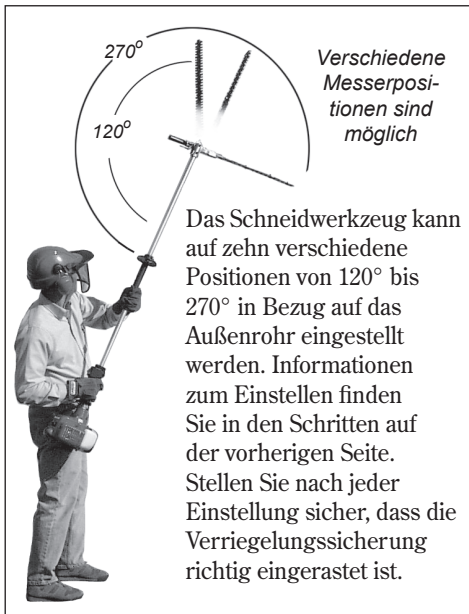 270°
120°
Verschiedene
Messerposi-
tionen sind
möglich
Das Schneidwerkzeug kann
auf zehn verschiedene
Positionen von 120° bis
270° in Bezug auf das
Außenrohr eingestellt
werden. Informationen
zum Einstellen finden
Sie in den Schritten auf
der vorherigen Seite.
Stellen Sie nach jeder
Einstellung sicher, dass die
Verriegelungssicherung
richtig eingerastet ist.